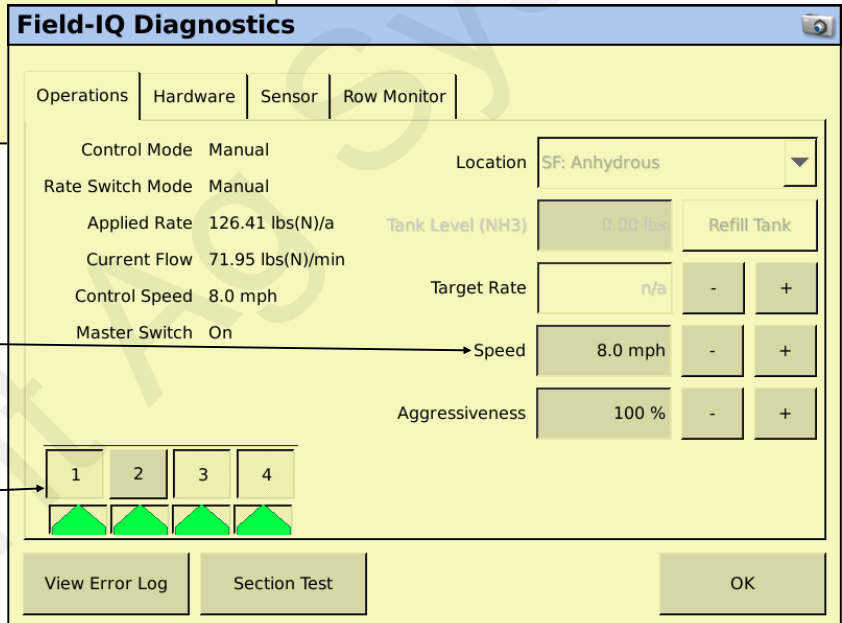 Field-IQ Diagnostics
Operations Hardware Sensor Row Monitor
Control Mode Manual
Rate Switch Mode Manual
Applied Rate 126.41 lbs(N)/a
Current Flow 71.95 lbs(N)/min
Control Speed 8.0 mph
Master Switch On
Location SF: Anhydrous
Tank Level (NH3) 0.00 lbs Refill Tank
Target Rate n/a - +
Speed 8.0 mph - +
Aggressiveness 100 % - +
1 2 3 4
View Error Log Section Test OK